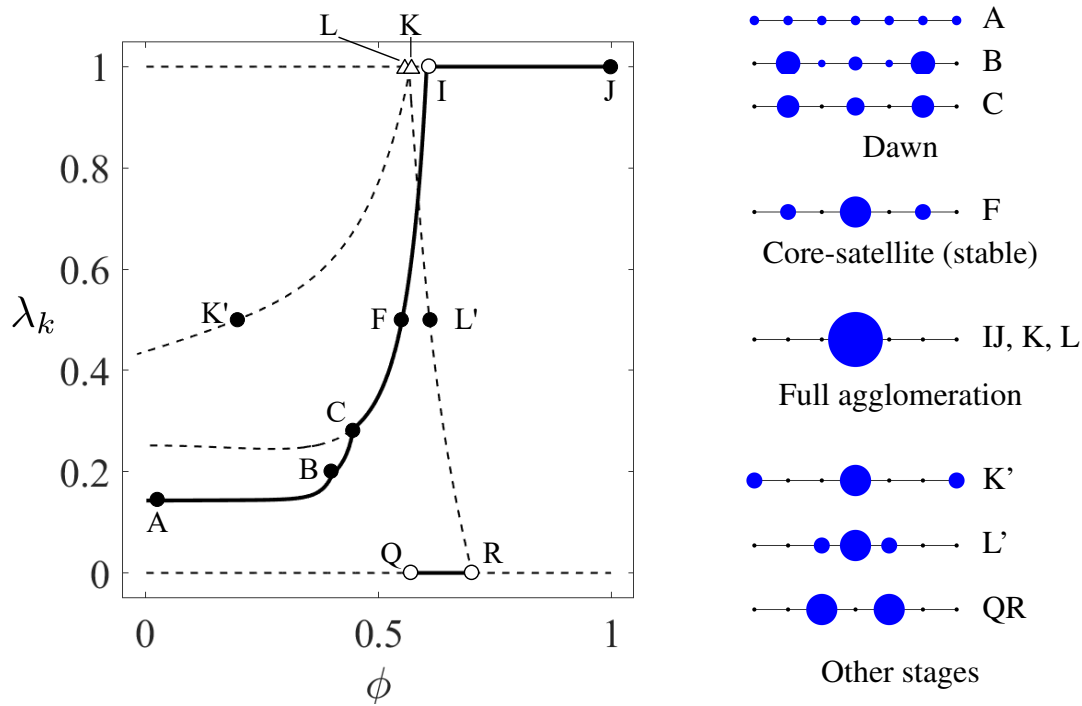 L K
1
I
J
0.8
0.6
λk
K'
F
L'
0.4
C
B
0.2
A
Q
R
0
0
0.5
1
ϕ
A
B
C
Dawn
F
Core-satellite (stable)
IJ, K, L
Full agglomeration
K’
L’
QR
Other stages